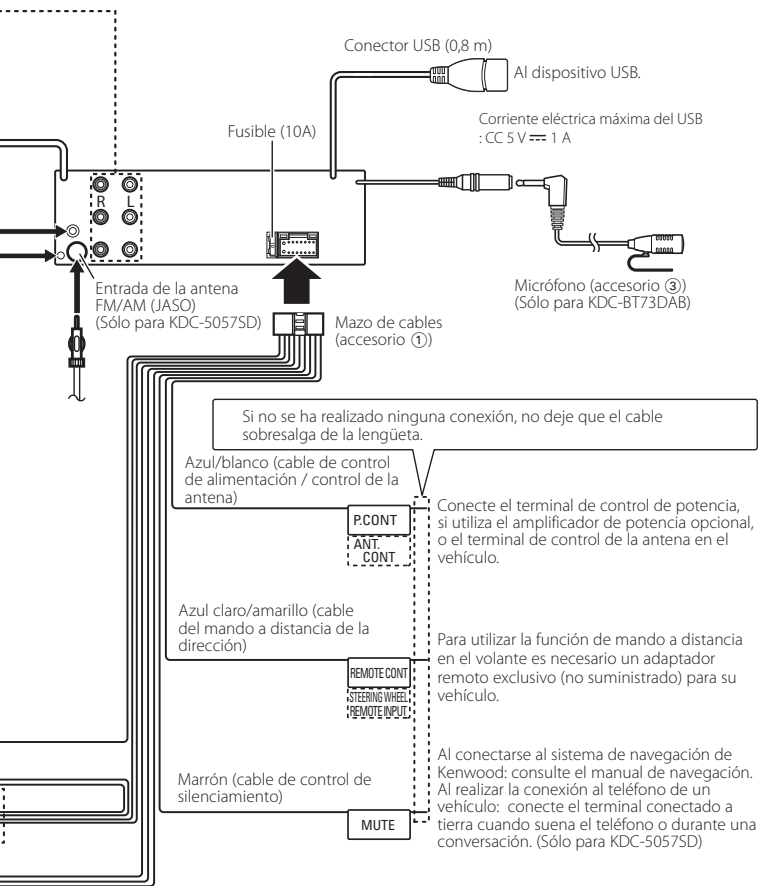 Conector USB (0,8 m)
Al dispositivo USB.
Fusible (10A)
Corriente eléctrica máxima del USB
: CC 5 V ⎓ 1 A
R L
Entrada de la antena
FM/AM (JASO)
(Sólo para KDC-5057SD)
Mazo de cables
(accesorio ①)
Micrófono (accesorio ③)
(Sólo para KDC-BT73DAB)
Si no se ha realizado ninguna conexión, no deje que el cable
sobresalga de la lengüeta.
Azul/blanco (cable de control
de alimentación / control de la
antena)
P.CONT
ANT.
CONT
Conecte el terminal de control de potencia,
si utiliza el amplificador de potencia opcional,
o el terminal de control de la antena en el
vehículo.
Azul claro/amarillo (cable
del mando a distancia de la
dirección)
REMOTE CONT
STEERING WHEEL
REMOTE INPUT
Para utilizar la función de mando a distancia
en el volante es necesario un adaptador
remoto exclusivo (no suministrado) para su
vehículo.
Marrón (cable de control de
silenciamiento)
MUTE
Al conectarse al sistema de navegación de
Kenwood: consulte el manual de navegación.
Al realizar la conexión al teléfono de un
vehículo: conecte el terminal conectado a
tierra cuando suena el teléfono o durante una
conversación. (Sólo para KDC-5057SD)